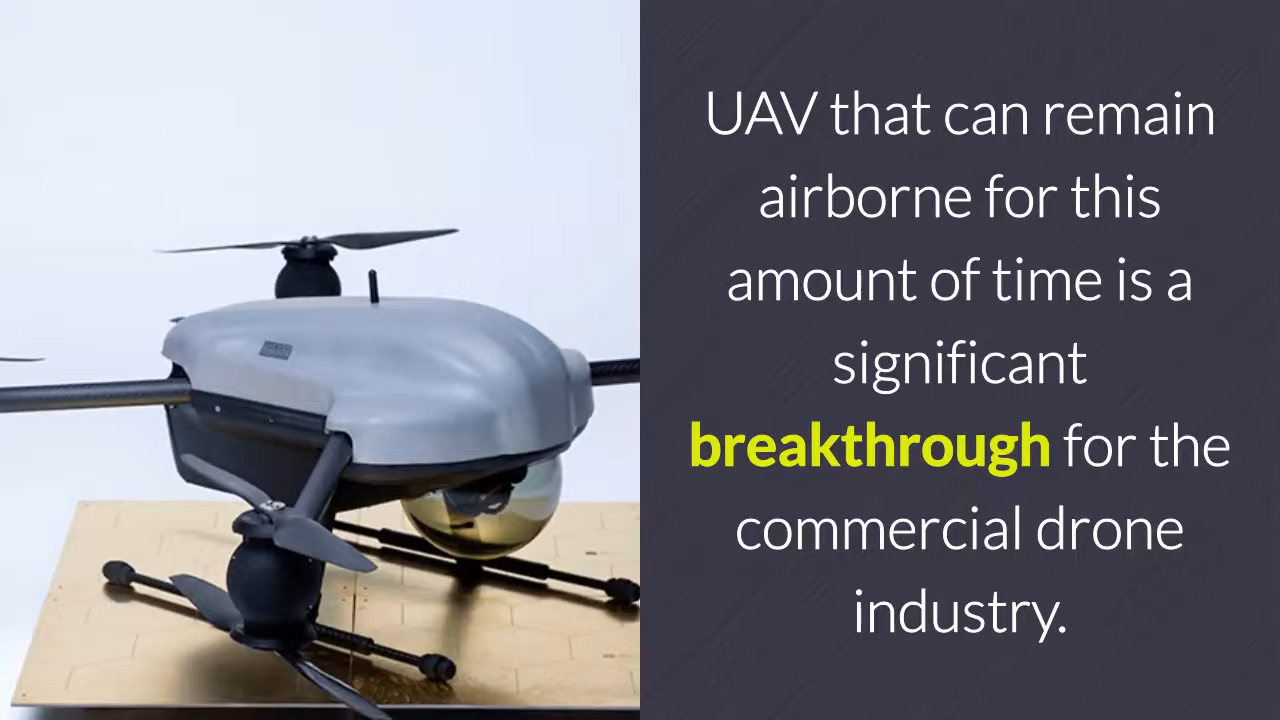 UAV that can remain
airborne for this
amount of time is a
significant
breakthrough for the
commercial drone
industry.